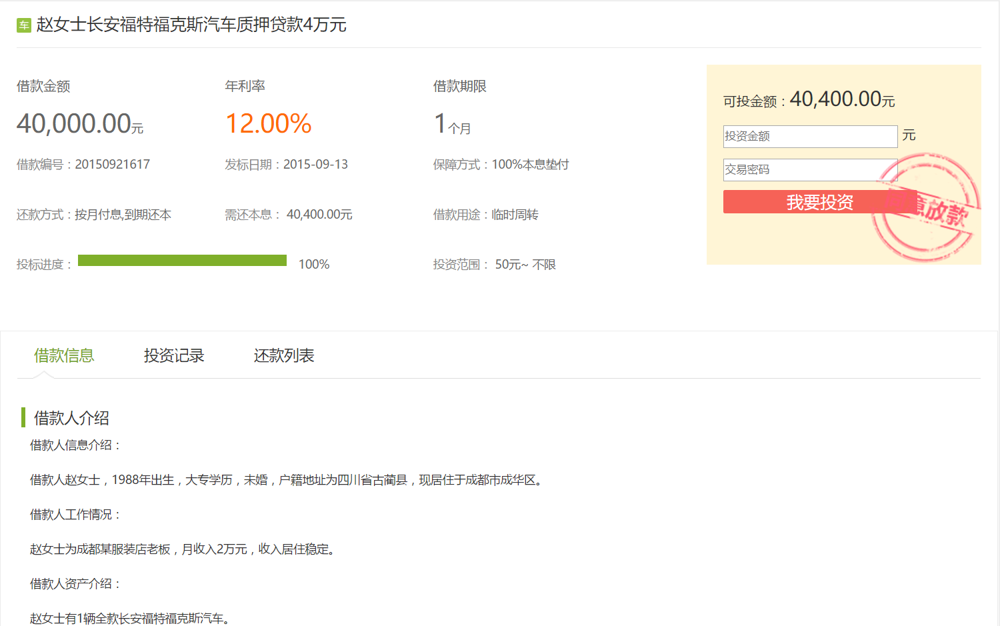 车 赵女士长安福特福克斯汽车质押贷款4万元
借款金额 年利率 借款期限
40,000.00元 12.00% 1个月
借款编号：20150921617 发标日期：2015-09-13 保障方式：100%本息垫付
还款方式：按月付息,到期还本 需还本息： 40,400.00元 借款用途：临时周转
投标进度： 100% 投资范围： 50元~ 不限
可投金额：40,400.00元
投资金额 元
交易密码
我要投资
意放款
借款信息 投资记录 还款列表
借款人介绍
借款人信息介绍：
借款人赵女士，1988年出生，大专学历，未婚，户籍地址为四川省古蔺县，现居住于成都市成华区。
借款人工作情况：
赵女士为成都某服装店老板，月收入2万元，收入居住稳定。
借款人资产介绍：
赵女士有1辆全款长安福特福克斯汽车。